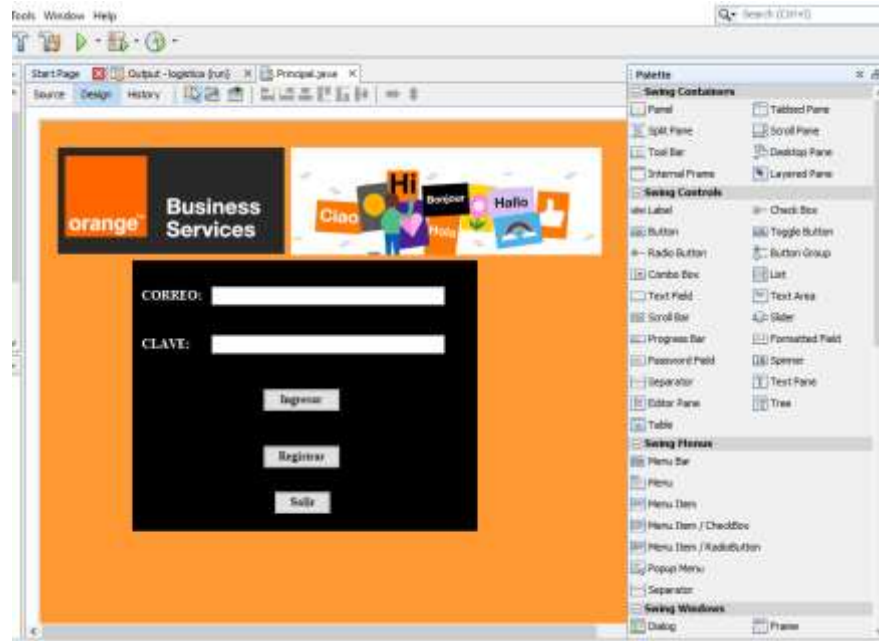 Tools Window Help
Search (Ctrl+I)
Start Page Output - logistica (run) Principal.java
Source Design History
orange™ Business Services
Ciao Hi Bonjour Hola Hallo
CORREO:
CLAVE:
Ingresar
Registrar
Salir
Palette
Swing Containers
Panel Tabbed Pane
Split Pane Scroll Pane
Tool Bar Desktop Pane
Internal Frame Layered Pane
Swing Controls
label Label Check Box
Button Toggle Button
Radio Button Button Group
Combo Box List
Text Field Text Area
Scroll Bar Slider
Progress Bar Formatted Field
Password Field Spinner
Separator Text Pane
Editor Pane Tree
Table
Swing Menus
Menu Bar
Menu
Menu Item
Menu Item / CheckBox
Menu Item / RadioButton
Popup Menu
Separator
Swing Windows
Dialog Frame